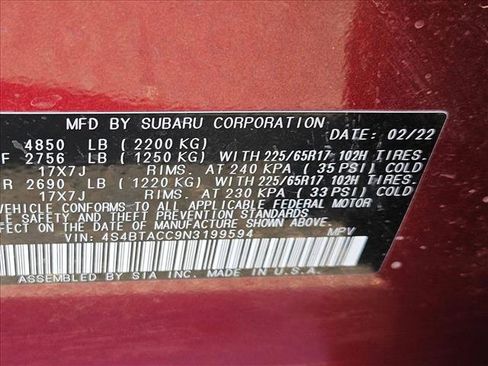 MFD BY SUBARU CORPORATION
DATE: 02/22
4850 LB ( 2200 KG)
F 2756 LB ( 1250 KG) WITH 225/65R17 102H TIRES.
17X7J RIMS. AT 240 KPA ( 35 PSI) COLD
R 2690 LB ( 1220 KG) WITH 225/65R17 102H TIRES.
17X7J RIMS. AT 230 KPA ( 33 PSI) COLD
VEHICLE CONFORMS TO ALL APPLICABLE FEDERAL MOTOR
E SAFETY AND THEFT PREVENTION STANDARDS
ON THE DATE OF MANUFACTURE SHOWN ABOVE.
VIN: 4S4BTACC9N3199594 MPV
ASSEMBLED BY SIA INC. MADE IN U.S.A.